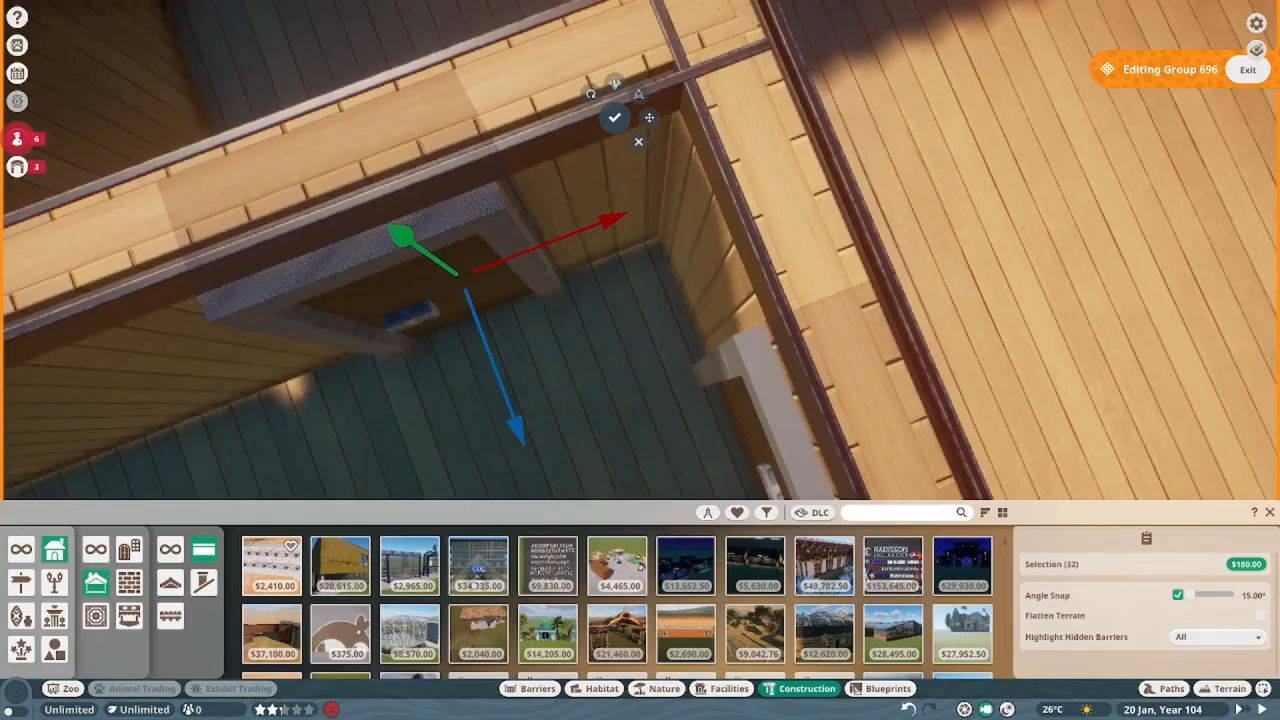 ?
Editing Group 696
Exit
6
3
DLC
? ×
$2,410.00
$20,615.00
$2,965.00
$34,335.00
$9,830.00
$4,465.00
$13,652.50
$5,630.00
$49,782.50
RADISEON
$153,645.00
$29,930.00
$37,100.00
$375.00
$8,570.00
$2,040.00
$14,205.00
$21,460.00
$2,690.00
$9,042.76
$12,620.00
$28,495.00
$27,952.50
Selection (32)
$180.00
Angle Snap
15.00°
Flatten Terrain
Highlight Hidden Barriers
All
Zoo
Animal Trading
Exhibit Trading
Barriers
Habitat
Nature
Facilities
Construction
Blueprints
Paths
Terrain
Unlimited
Unlimited
0
26°C
20 Jan, Year 104